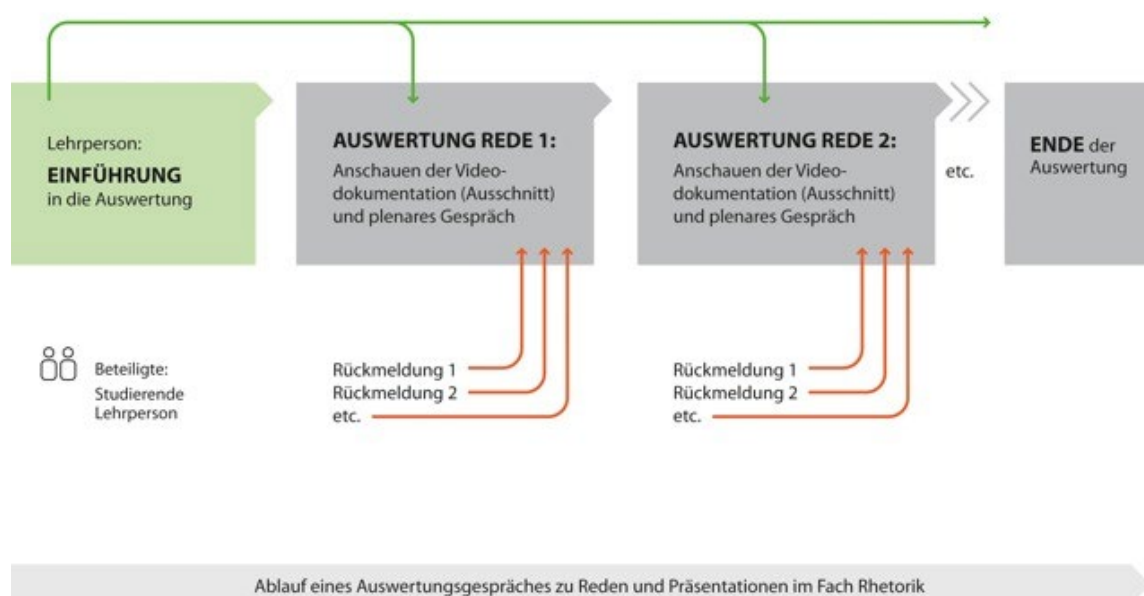 Lehrperson:
EINFÜHRUNG
in die Auswertung
AUSWERTUNG REDE 1:
Anschauen der Video-
dokumentation (Ausschnitt)
und plenares Gespräch
AUSWERTUNG REDE 2:
Anschauen der Video-
dokumentation (Ausschnitt)
und plenares Gespräch
etc.
ENDE der
Auswertung
Beteiligte:
Studierende
Lehrperson
Rückmeldung 1
Rückmeldung 2
etc.
Rückmeldung 1
Rückmeldung 2
etc.
Ablauf eines Auswertungsgespräches zu Reden und Präsentationen im Fach Rhetorik